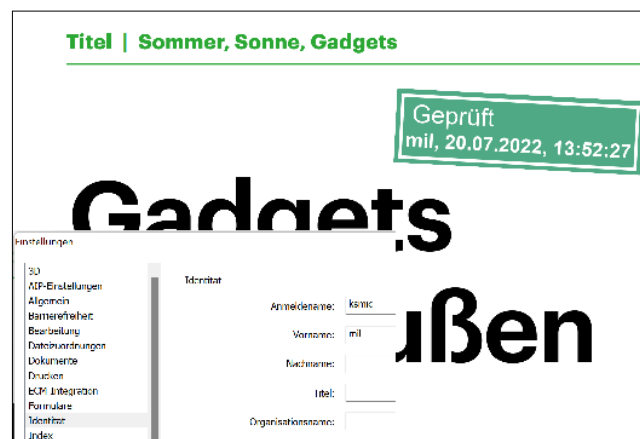 Titel | Sommer, Sonne, Gadgets
Geprüft
mil, 20.07.2022, 13:52:27
Gadgets
ußen
Einstellungen
3D
AIP-Einstellungen
Allgemein
Barrierefreiheit
Bearbeitung
Dateizuordnungen
Dokumente
Drucken
ECM Integration
Formulare
Identität
Index
Identität
Anmeldename: ksmic
Vorname: mil
Nachname:
Titel:
Organisationsname: